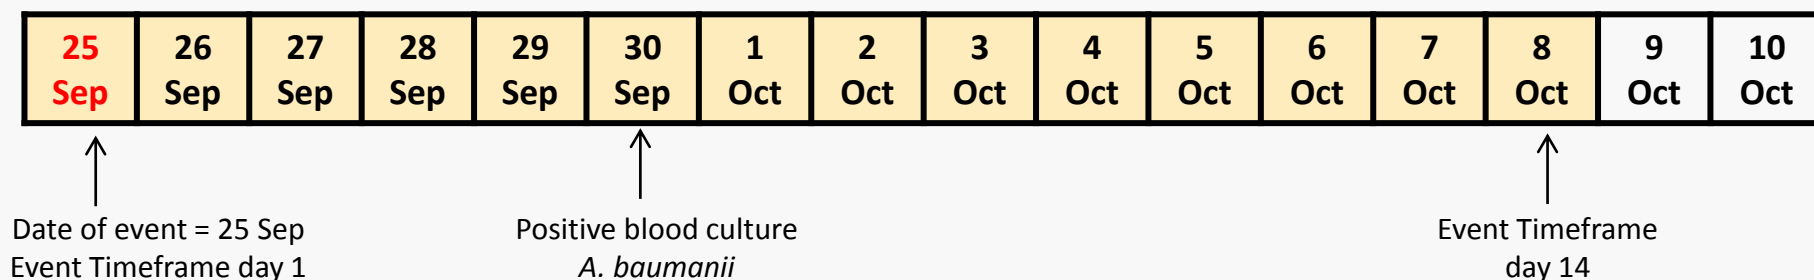 25 26 27 28 29 30 1 2 3 4 5 6 7 8 9 10
Sep Sep Sep Sep Sep Sep Oct Oct Oct Oct Oct Oct Oct Oct Oct Oct
Date of event = 25 Sep
Event Timeframe day 1
Positive blood culture
A. baumanii
Event Timeframe
day 14